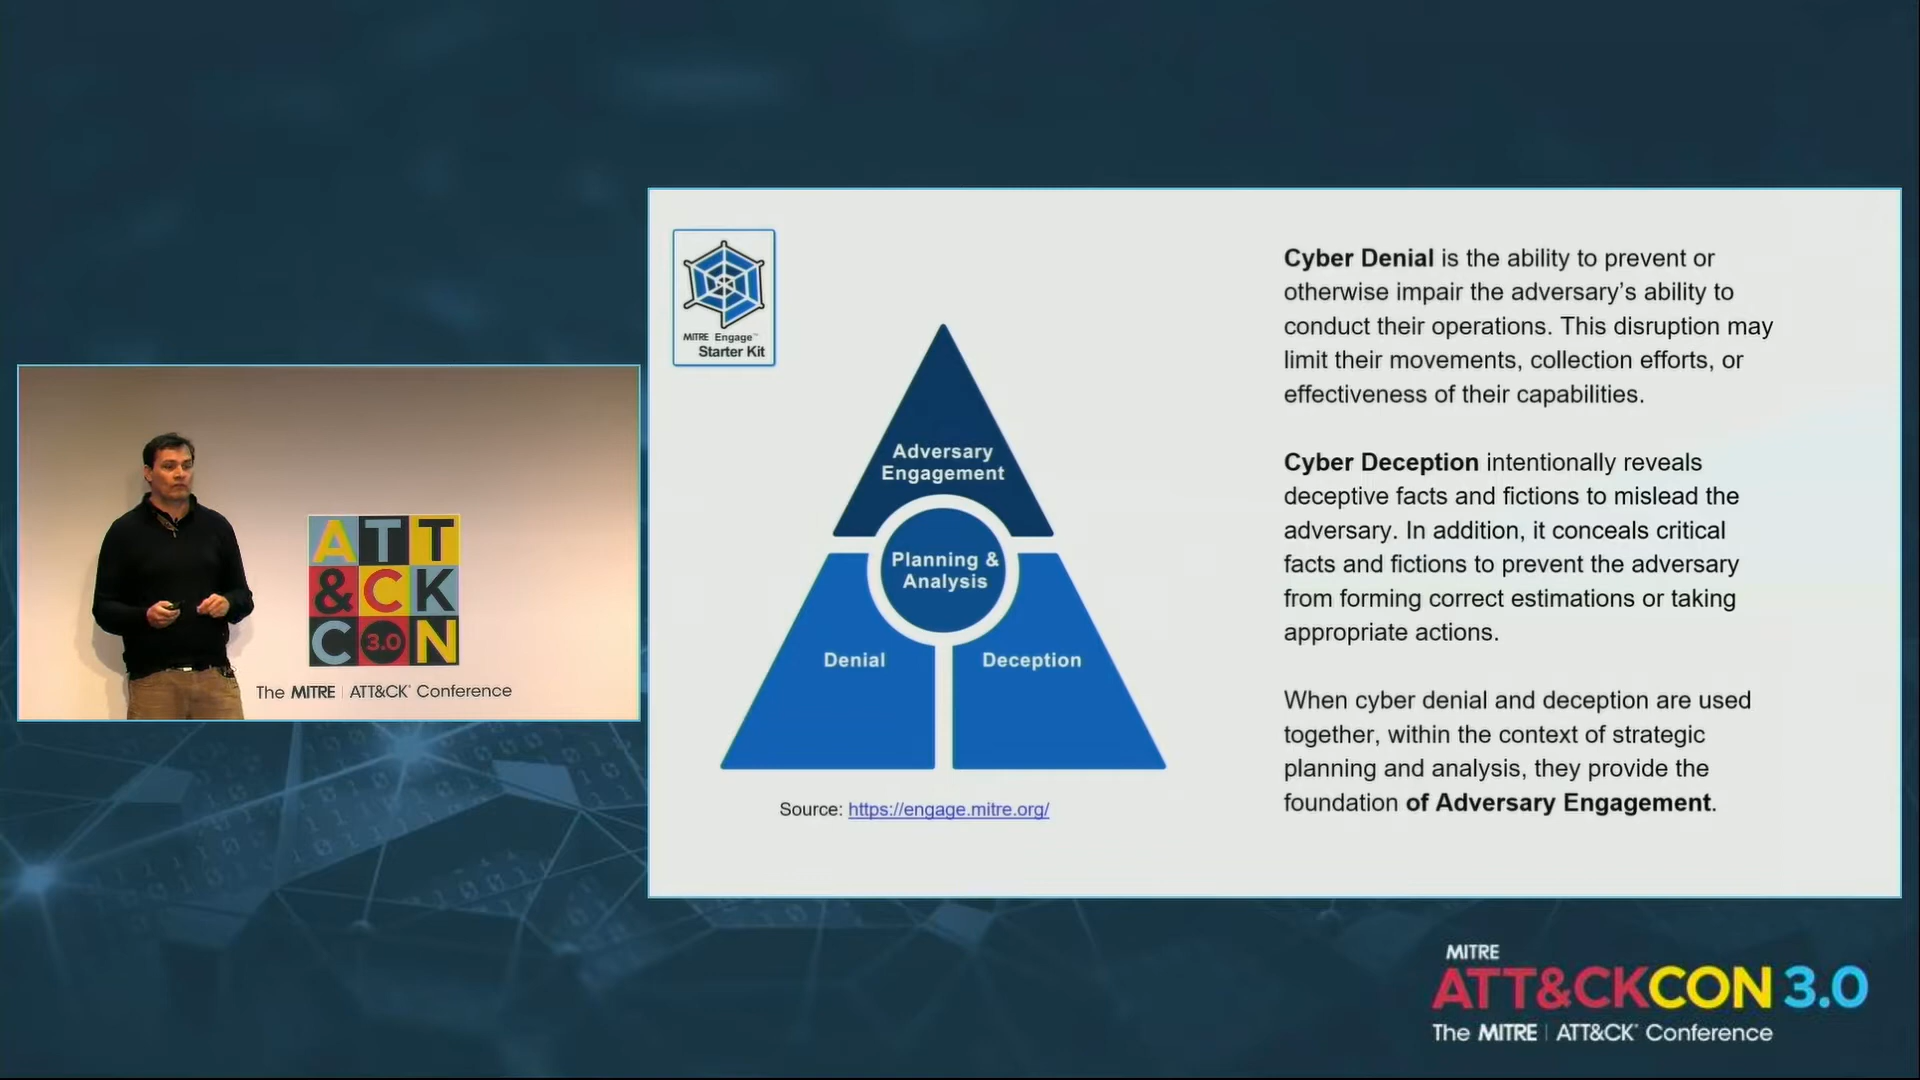 ATT
&CK
C 3.0 N
The MITRE | ATT&CK® Conference
MITRE Engage™
Starter Kit
Adversary
Engagement
Planning &
Analysis
Denial
Deception
Source: https://engage.mitre.org/
Cyber Denial is the ability to prevent or
otherwise impair the adversary’s ability to
conduct their operations. This disruption may
limit their movements, collection efforts, or
effectiveness of their capabilities.
Cyber Deception intentionally reveals
deceptive facts and fictions to mislead the
adversary. In addition, it conceals critical
facts and fictions to prevent the adversary
from forming correct estimations or taking
appropriate actions.
When cyber denial and deception are used
together, within the context of strategic
planning and analysis, they provide the
foundation of Adversary Engagement.
MITRE
ATT&CKCON 3.0
The MITRE | ATT&CK® Conference